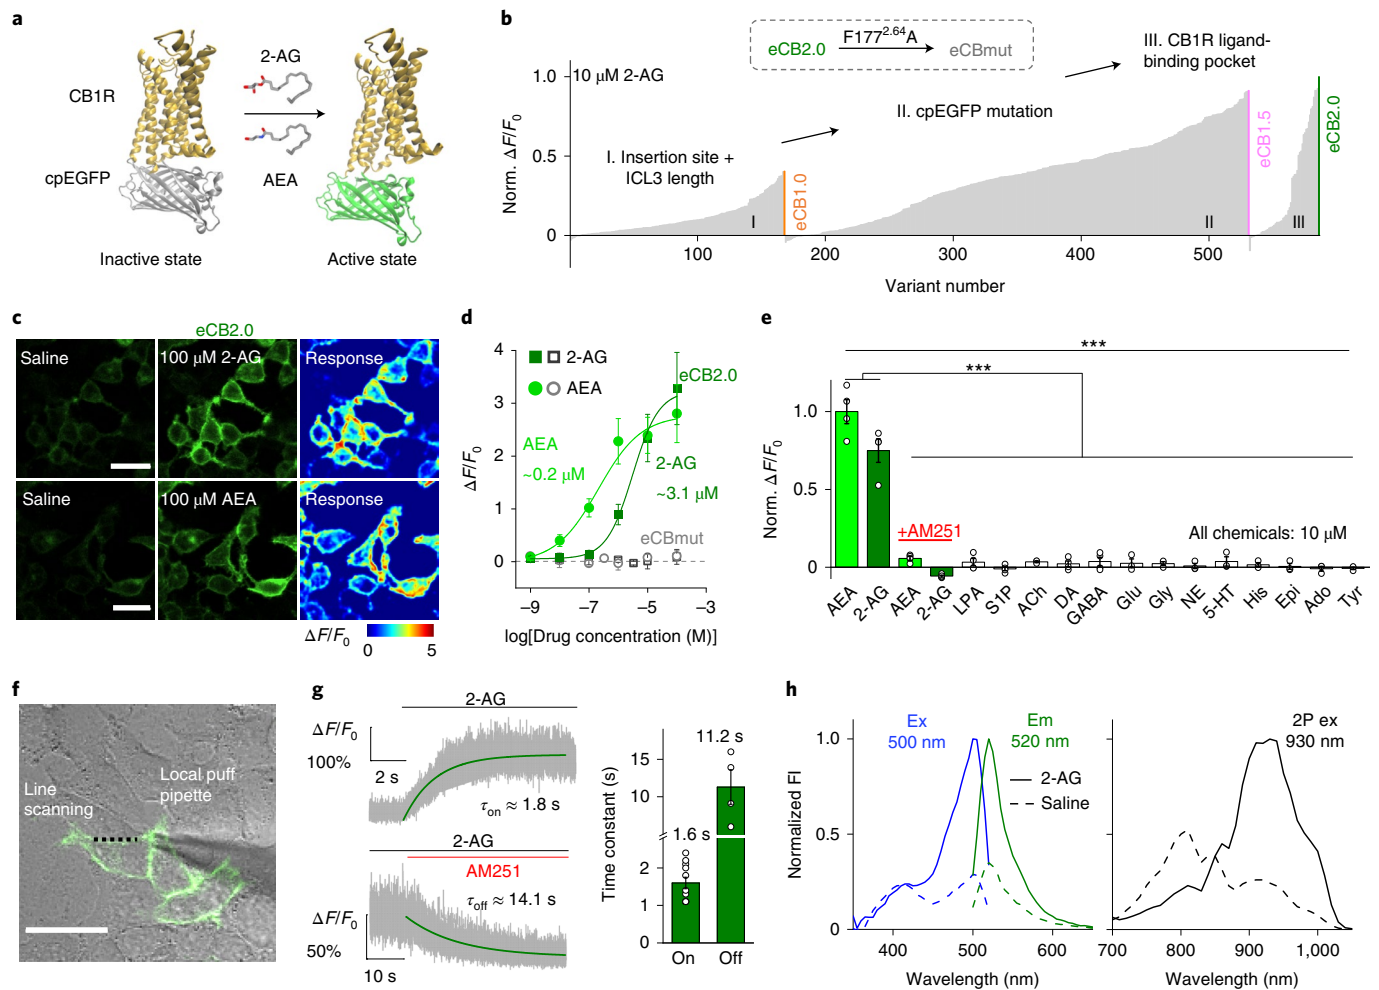 a
2-AG
CB1R
cpEGFP
AEA
Inactive state
Active state
b
eCB2.0
F177^2.64A
eCBmut
III. CB1R ligand-
binding pocket
1.0
10 μM 2-AG
II. cpEGFP mutation
Norm. ΔF/F0
0.5
I. Insertion site +
ICL3 length
eCB1.0
eCB1.5
eCB2.0
I
II
III
0
100
200
300
400
500
Variant number
c
eCB2.0
Saline
100 μM 2-AG
Response
Saline
100 μM AEA
Response
ΔF/F0
0
5
d
4
2-AG
eCB2.0
AEA
3
AEA
~0.2 μM
2
2-AG
~3.1 μM
ΔF/F0
1
eCBmut
0
−9
−7
−5
−3
log[Drug concentration (M)]
e
***
***
1.0
Norm. ΔF/F0
0.5
+AM251
All chemicals: 10 μM
0
AEA
2-AG
AEA
2-AG
LPA
S1P
ACh
DA
GABA
Glu
Gly
NE
5-HT
His
Epi
Ado
Tyr
f
Line
scanning
Local puff
pipette
g
2-AG
ΔF/F0
100%
2 s
τon ≈ 1.8 s
2-AG
AM251
τoff ≈ 14.1 s
ΔF/F0
50%
10 s
11.2 s
15
10
1.6 s
2
1
0
Time constant (s)
On
Off
h
Ex
500 nm
Em
520 nm
2P ex
930 nm
2-AG
Saline
1.0
0.5
0
Normalized FI
400
500
600
Wavelength (nm)
700
800
900
1,000
Wavelength (nm)